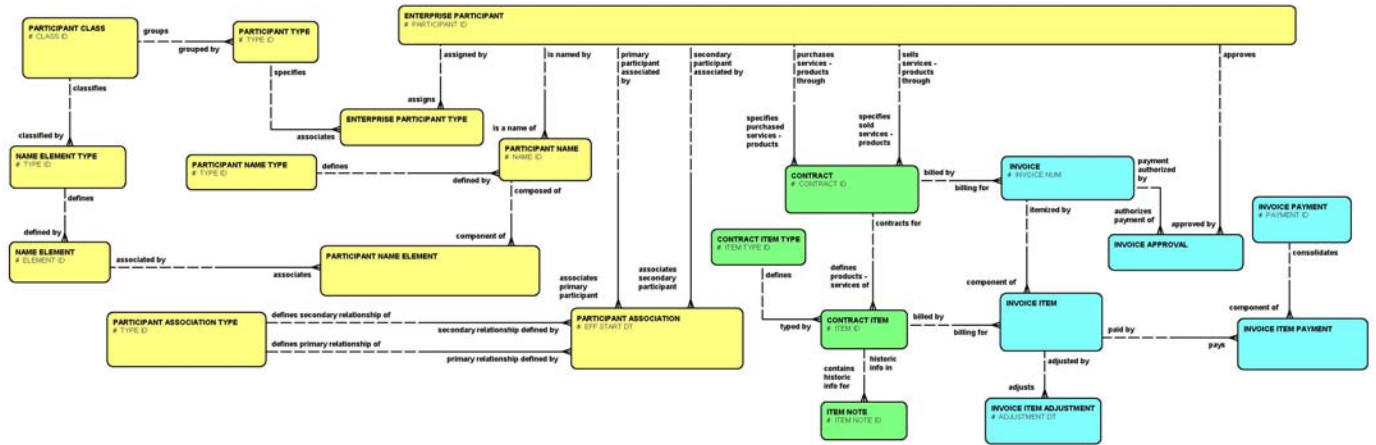 ENTERPRISE PARTICIPANT
# PARTICIPANT ID
PARTICIPANT CLASS
# CLASS ID
groups
grouped by
PARTICIPANT TYPE
# TYPE ID
classifies
classified by
specifies
associates
assigned by
assigns
ENTERPRISE PARTICIPANT TYPE
is named by
is a name of
primary
participant
associated
by
secondary
participant
associated by
purchases
services -
products
through
sells
services -
products
through
approves
NAME ELEMENT TYPE
# TYPE ID
PARTICIPANT NAME TYPE
# TYPE ID
defines
defined by
PARTICIPANT NAME
# NAME ID
composed of
component of
specifies
purchased
services -
products
specifies
sold
services -
products
CONTRACT
# CONTRACT ID
billed by
billing for
INVOICE
# INVOICE NUM
payment
authorized
by
authorizes
payment of
approved by
INVOICE APPROVAL
INVOICE PAYMENT
# PAYMENT ID
consolidates
component of
defines
defined by
NAME ELEMENT
# ELEMENT ID
associated by
associates
PARTICIPANT NAME ELEMENT
associates
primary
participant
associates
secondary
participant
CONTRACT ITEM TYPE
# ITEM TYPE ID
defines
typed by
contracts for
defines
products -
services of
itemized by
component of
PARTICIPANT ASSOCIATION TYPE
# TYPE ID
defines secondary relationship of
secondary relationship defined by
defines primary relationship of
primary relationship defined by
PARTICIPANT ASSOCIATION
# EFF START DT
CONTRACT ITEM
# ITEM ID
billed by
billing for
INVOICE ITEM
paid by
pays
INVOICE ITEM PAYMENT
contains
historic
info for
historic
info in
adjusted by
adjusts
ITEM NOTE
# ITEM NOTE ID
INVOICE ITEM ADJUSTMENT
# ADJUSTMENT DT